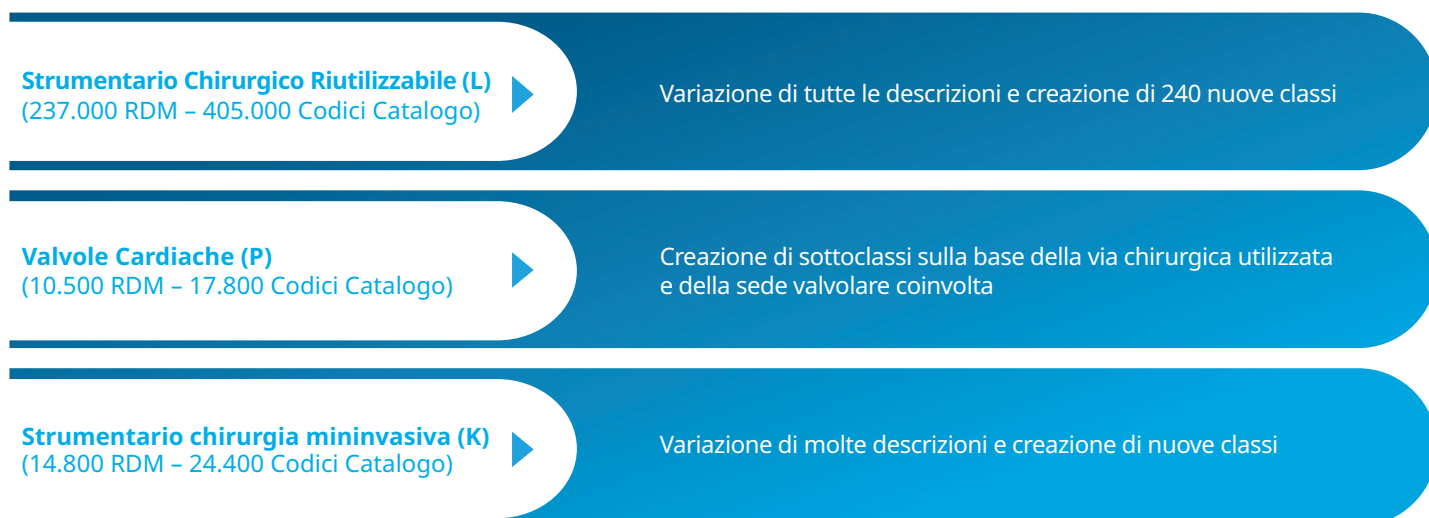 Strumentario Chirurgico Riutilizzabile (L)
(237.000 RDM – 405.000 Codici Catalogo)
Variazione di tutte le descrizioni e creazione di 240 nuove classi
Valvole Cardiache (P)
(10.500 RDM – 17.800 Codici Catalogo)
Creazione di sottoclassi sulla base della via chirurgica utilizzata
e della sede valvolare coinvolta
Strumentario chirurgia mininvasiva (K)
(14.800 RDM – 24.400 Codici Catalogo)
Variazione di molte descrizioni e creazione di nuove classi